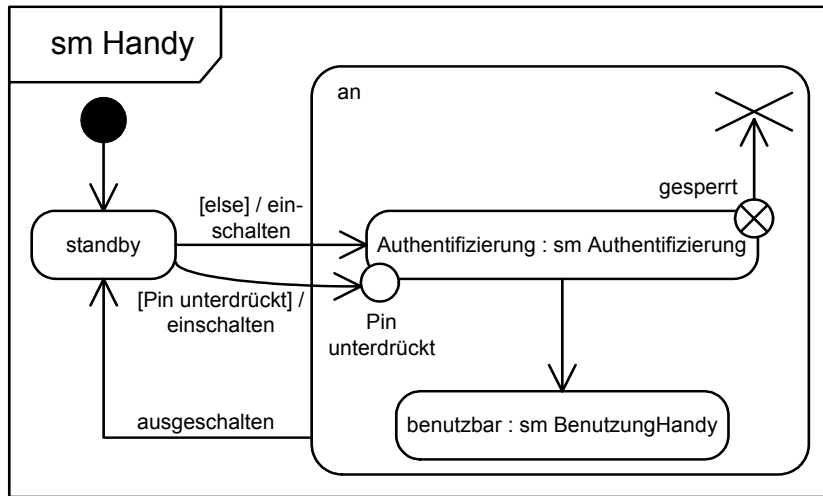 sm Handy
an
gesperrt
[else] / ein-
schalten
standby
Authentifizierung : sm Authentifizierung
[Pin unterdrückt] /
einschalten
Pin
unterdrückt
ausgeschalten
benutzbar : sm BenutzungHandy